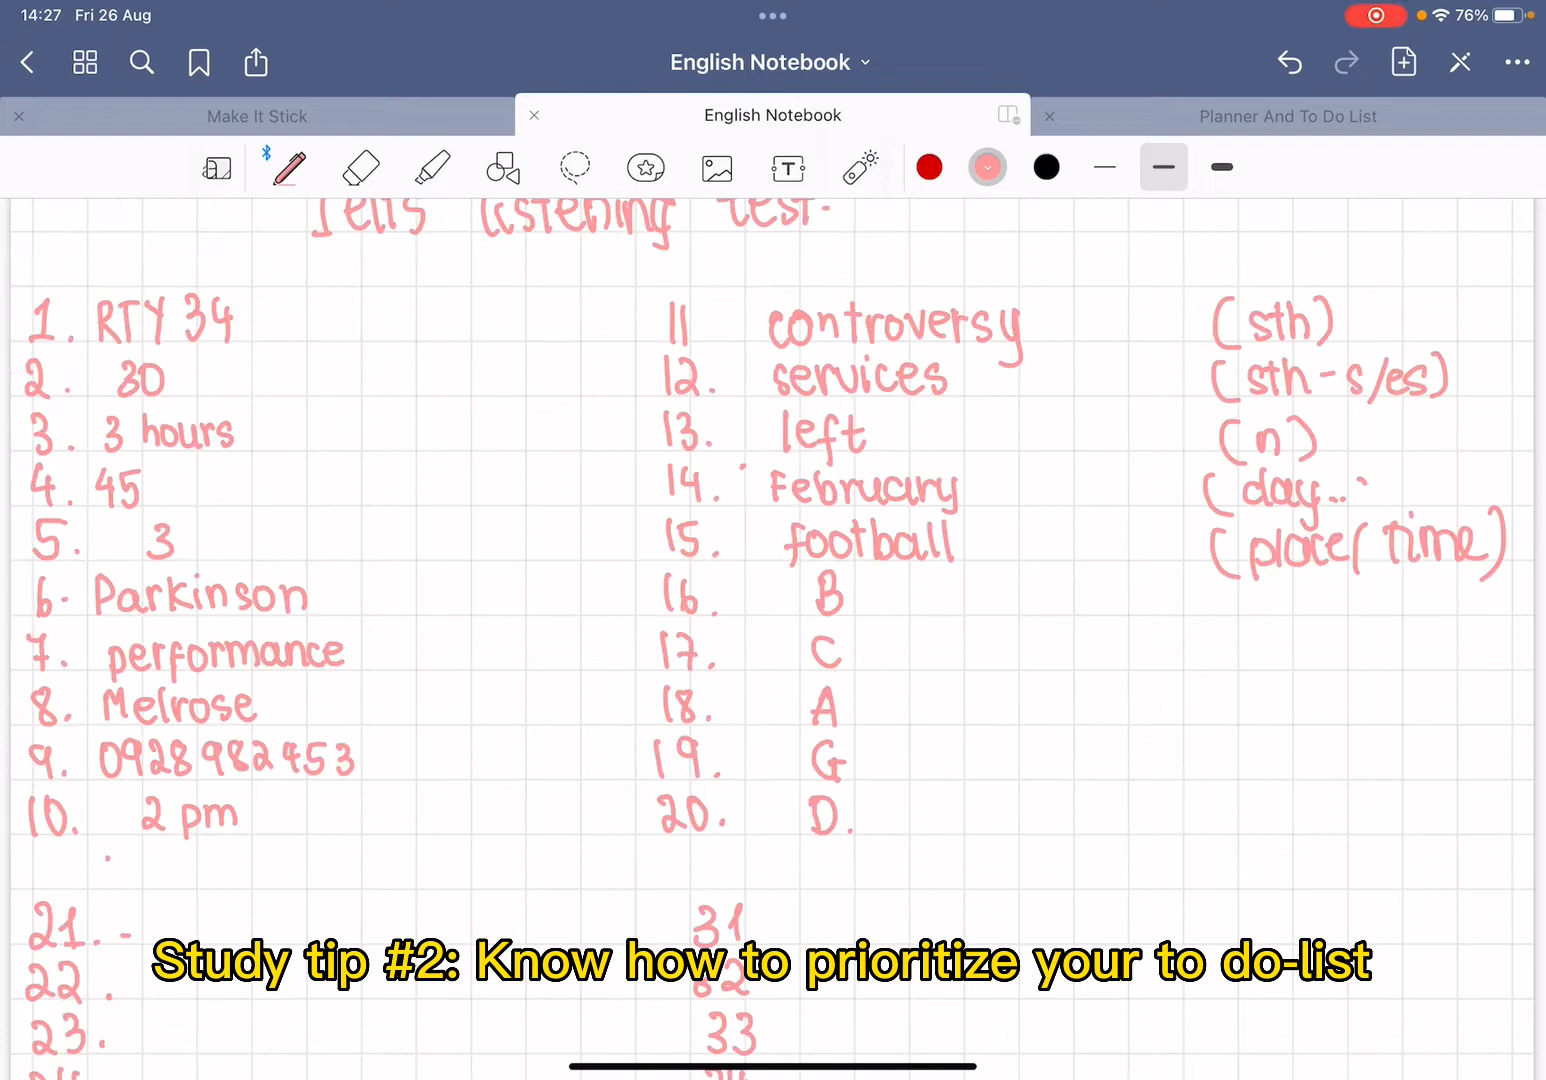 14:27 Fri 26 Aug
76%
English Notebook
Make It Stick
English Notebook
Planner And To Do List
Ielts listening test.
1. RTY 34
2. 30
3. 3 hours
4. 45
5. 3
6. Parkinson
7. performance
8. Melrose
9. 0928 982453
10. 2 pm
11 controversy (sth)
12. services (sth - s/es)
13. left (n)
14. February (day...
15. football (place/ time)
16. B
17. C
18. A
19. G
20. D.
21. -
22.
23.
31
32
33
Study tip #2: Know how to prioritize your to do-list